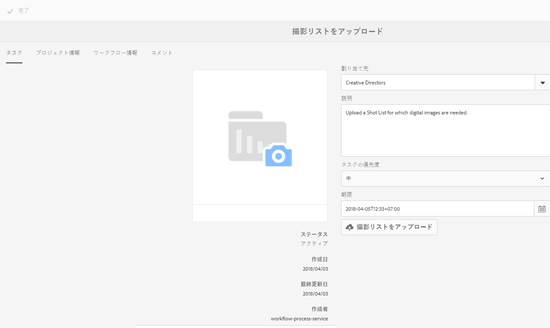 完了
撮影リストをアップロード
タスク プロジェクト情報 ワークフロー情報 コメント
割り当て先
Creative Directors
説明
Upload a Shot List for which digital images are needed.
タスクの優先度
中
期限
2018-04-05T12:33+07:00
撮影リストをアップロード
ステータス
アクティブ
作成日
2018/04/03
最終更新日
2018/04/03
作成者
workflow-process-service